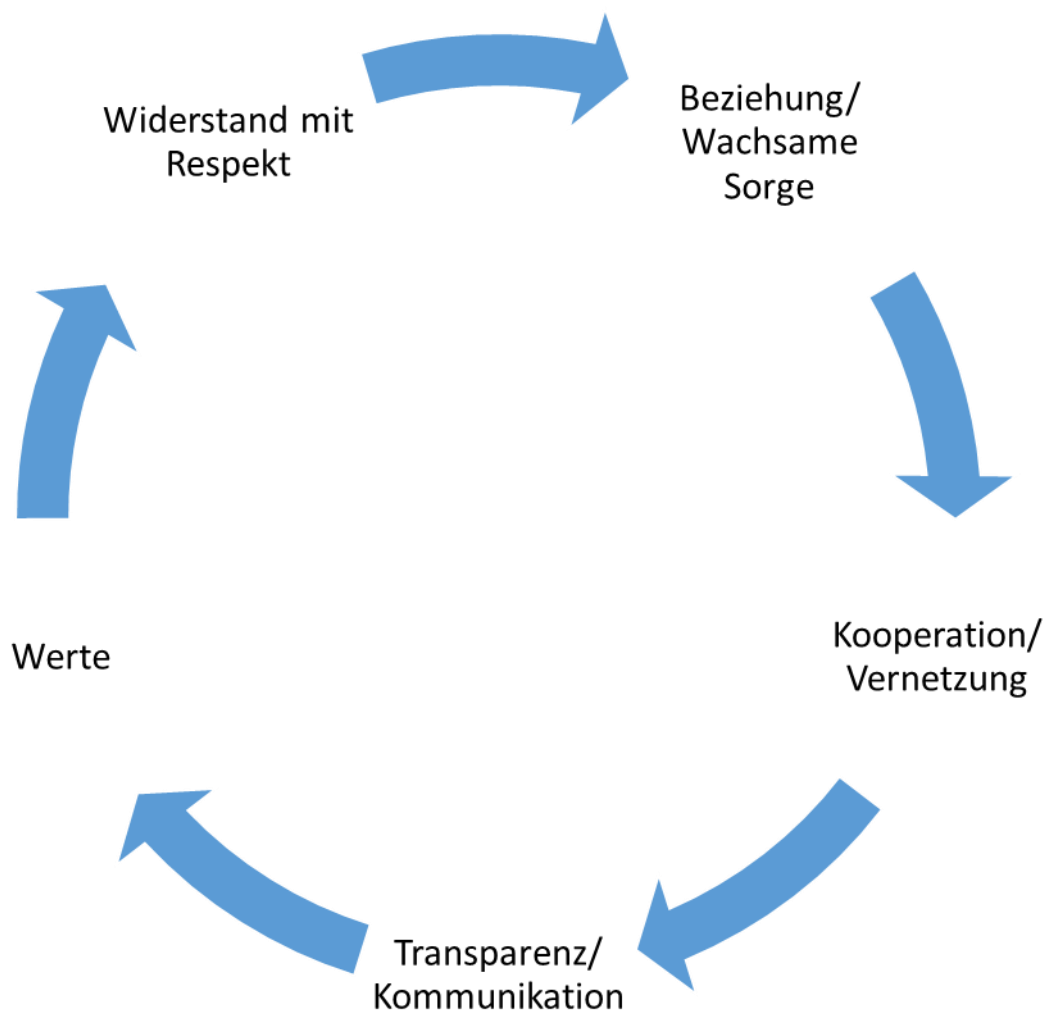 Widerstand mit
Respekt
Beziehung/
Wachsame
Sorge
Kooperation/
Vernetzung
Transparenz/
Kommunikation
Werte